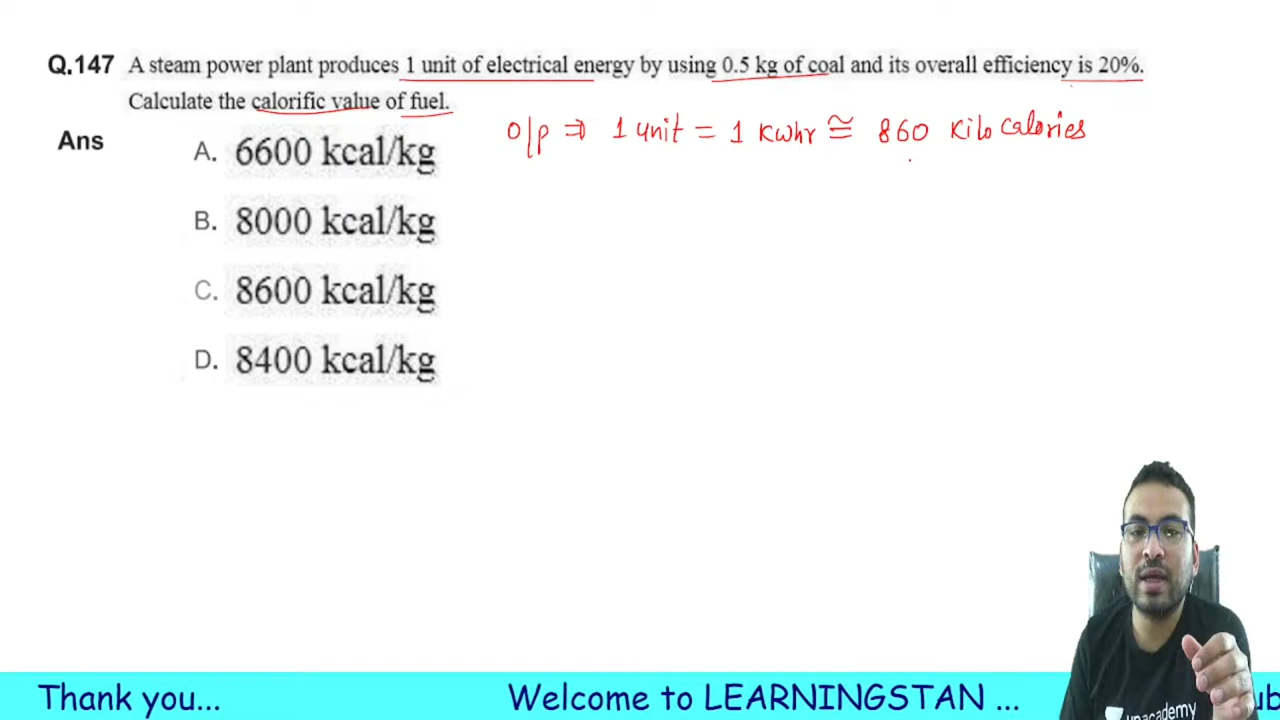 Q.147 A steam power plant produces 1 unit of electrical energy by using 0.5 kg of coal and its overall efficiency is 20%.
Calculate the calorific value of fuel.
O/p ⇒ 1 unit = 1 kwhr ≅ 860 Kilo Calories
Ans
A. 6600 kcal/kg
B. 8000 kcal/kg
C. 8600 kcal/kg
D. 8400 kcal/kg
unacademy
Thank you... Welcome to LEARNINGSTAN ...